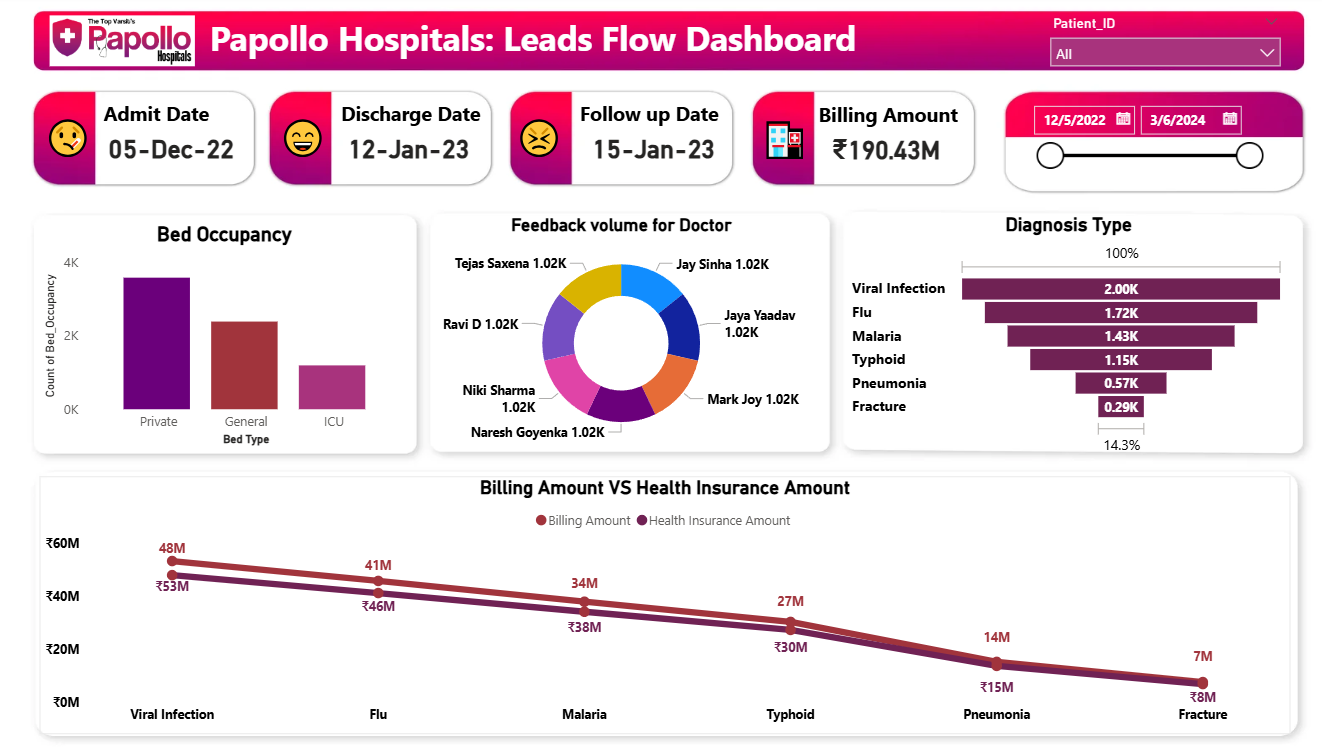 The Top Varsiti's
Papollo
Hospitals
Papollo Hospitals: Leads Flow Dashboard
Patient_ID
All
Admit Date
05-Dec-22
Discharge Date
12-Jan-23
Follow up Date
15-Jan-23
Billing Amount
₹190.43M
12/5/2022
3/6/2024
Bed Occupancy
Count of Bed_Occupancy
4K
2K
0K
Private
General
ICU
Bed Type
Feedback volume for Doctor
Tejas Saxena 1.02K
Jay Sinha 1.02K
Ravi D 1.02K
Jaya Yaadav
1.02K
Niki Sharma
1.02K
Mark Joy 1.02K
Naresh Goyenka 1.02K
Diagnosis Type
100%
Viral Infection 2.00K
Flu 1.72K
Malaria 1.43K
Typhoid 1.15K
Pneumonia 0.57K
Fracture 0.29K
14.3%
Billing Amount VS Health Insurance Amount
Billing Amount Health Insurance Amount
₹60M
₹40M
₹20M
₹0M
48M
41M
34M
27M
14M
7M
₹53M
₹46M
₹38M
₹30M
₹15M
₹8M
Viral Infection
Flu
Malaria
Typhoid
Pneumonia
Fracture